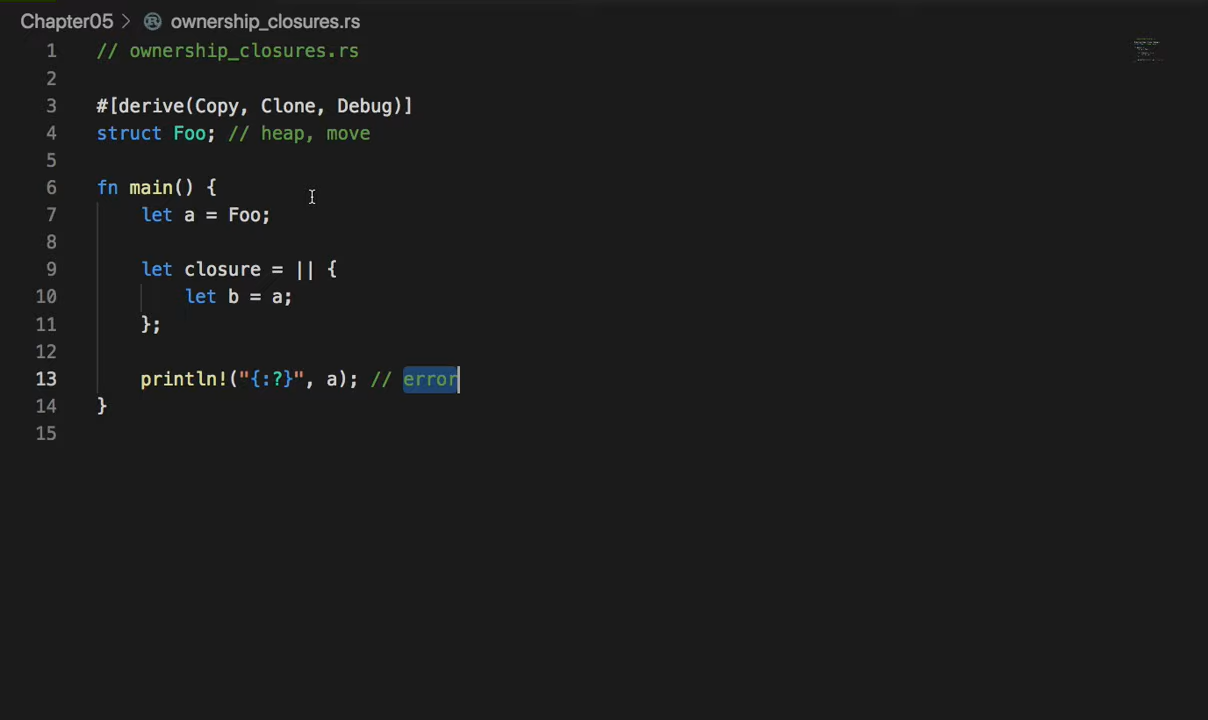 Chapter05 > ownership_closures.rs
1 // ownership_closures.rs
2
3 #[derive(Copy, Clone, Debug)]
4 struct Foo; // heap, move
5
6 fn main() {
7     let a = Foo;
8
9     let closure = || {
10         let b = a;
11     };
12
13     println!("{:?}", a); // error
14 }
15